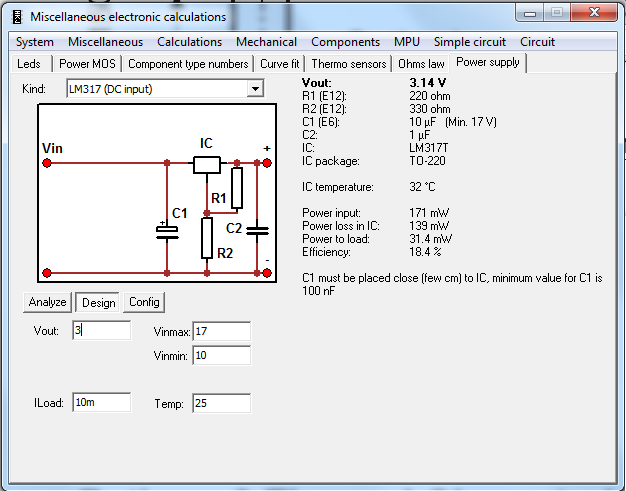 Miscellaneous electronic calculations
System Miscellaneous Calculations Mechanical Components MPU Simple circuit Circuit
Leds Power MOS Component type numbers Curve fit Thermo sensors Ohms law Power supply
Kind: LM317 (DC input)
Vin IC +
R1
C1 C2
+
R2
-
Analyze Design Config
Vout: 3 Vinmax: 17
Vinmin: 10
ILoad: 10m Temp: 25
Vout: 3.14 V
R1 (E12): 220 ohm
R2 (E12): 330 ohm
C1 (E6): 10 µF (Min. 17 V)
C2: 1 µF
IC: LM317T
IC package: TO-220
IC temperature: 32 °C
Power input: 171 mW
Power loss in IC: 139 mW
Power to load: 31.4 mW
Efficiency: 18.4 %
C1 must be placed close (few cm) to IC, minimum value for C1 is
100 nF